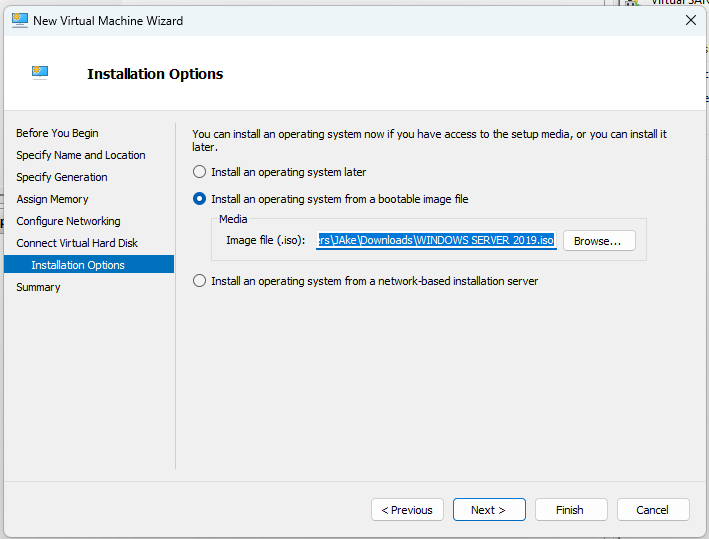 Virtual SAN
New Virtual Machine Wizard
Installation Options
Before You Begin
Specify Name and Location
Specify Generation
Assign Memory
Configure Networking
Connect Virtual Hard Disk
Installation Options
Summary
You can install an operating system now if you have access to the setup media, or you can install it
later.
Install an operating system later
Install an operating system from a bootable image file
Media
Image file (.iso): ers\JAke\Downloads\WINDOWS SERVER 2019.iso Browse...
Install an operating system from a network-based installation server
< Previous Next > Finish Cancel